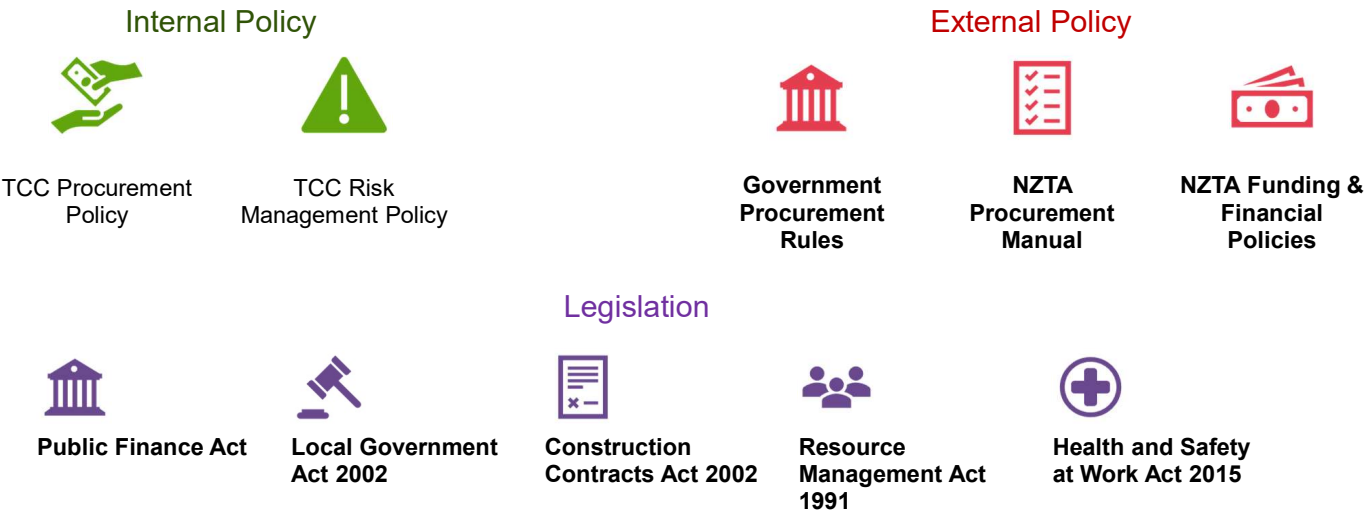 Internal Policy
External Policy
TCC Procurement
Policy
TCC Risk
Management Policy
Government
Procurement
Rules
NZTA
Procurement
Manual
NZTA Funding &
Financial
Policies
Legislation
Public Finance Act
Local Government
Act 2002
Construction
Contracts Act 2002
Resource
Management Act
1991
Health and Safety
at Work Act 2015